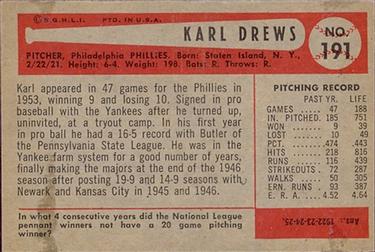 ©S.G.H.L.I. PTD. IN U.S.A.
KARL DREWS
NO. 191
PITCHER, Philadelphia PHILLIES. Born: Staten Island, N. Y.,
2/22/21. Height: 6-4. Weight: 198. Bats: R. Throws: R.
Karl appeared in 47 games for the Phillies in
1953, winning 9 and losing 10. Signed in pro
baseball with the Yankees after he turned up,
uninvited, at a tryout camp. In his first year
in pro ball he had a 16-5 record with Butler of
the Pennsylvania State League. He was in the
Yankee farm system for a good number of years,
finally making the majors at the end of the 1946
season after posting 19-9 and 14-9 seasons with
Newark and Kansas City in 1945 and 1946.
PITCHING RECORD
PAST YR. LIFE
GAMES 47 188
IN. PITCHED 185 751
WON 9 39
LOST 10 49
PCT. .474 .443
HITS 218 816
RUNS 116 439
STRIKEOUTS 72 287
WALKS 50 305
ERN. RUNS 93 387
E. R. A. 4.52 4.64
In what 4 consecutive years did the National League
pennant winners not have a 20 game pitching
winner?
Ans.: 1922-23-24-25.